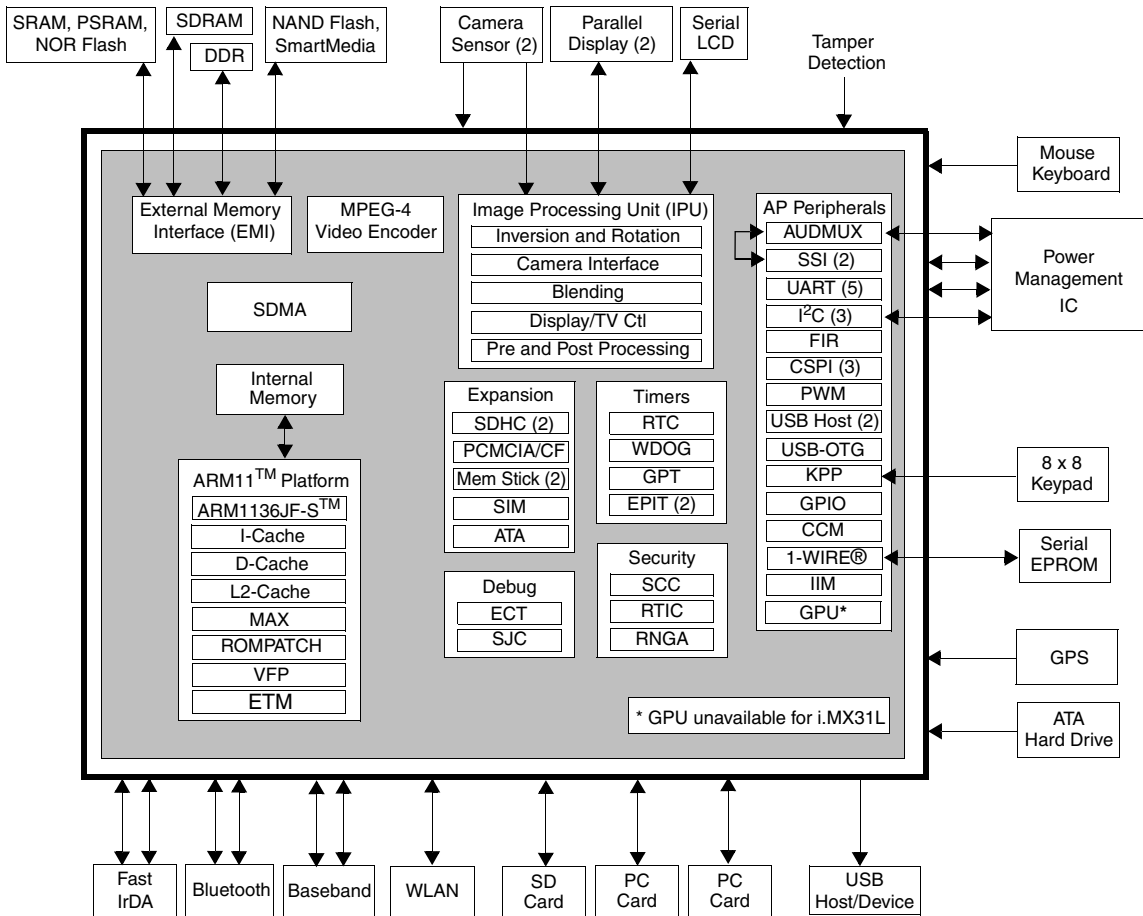 SRAM, PSRAM,
NOR Flash
SDRAM
DDR
NAND Flash,
SmartMedia
Camera
Sensor (2)
Parallel
Display (2)
Serial
LCD
Tamper
Detection
External Memory
Interface (EMI)
MPEG-4
Video Encoder
Image Processing Unit (IPU)
Inversion and Rotation
Camera Interface
Blending
Display/TV Ctl
Pre and Post Processing
AP Peripherals
AUDMUX
SSI (2)
UART (5)
I²C (3)
FIR
CSPI (3)
PWM
USB Host (2)
USB-OTG
KPP
GPIO
CCM
1-WIRE®
IIM
GPU*
SDMA
Internal
Memory
ARM11™ Platform
ARM1136JF-S™
I-Cache
D-Cache
L2-Cache
MAX
ROMPATCH
VFP
ETM
Expansion
SDHC (2)
PCMCIA/CF
Mem Stick (2)
SIM
ATA
Timers
RTC
WDOG
GPT
EPIT (2)
Debug
ECT
SJC
Security
SCC
RTIC
RNGA
* GPU unavailable for i.MX31L
Mouse
Keyboard
Power
Management
IC
8 x 8
Keypad
Serial
EPROM
GPS
ATA
Hard Drive
Fast
IrDA
Bluetooth
Baseband
WLAN
SD
Card
PC
Card
PC
Card
USB
Host/Device